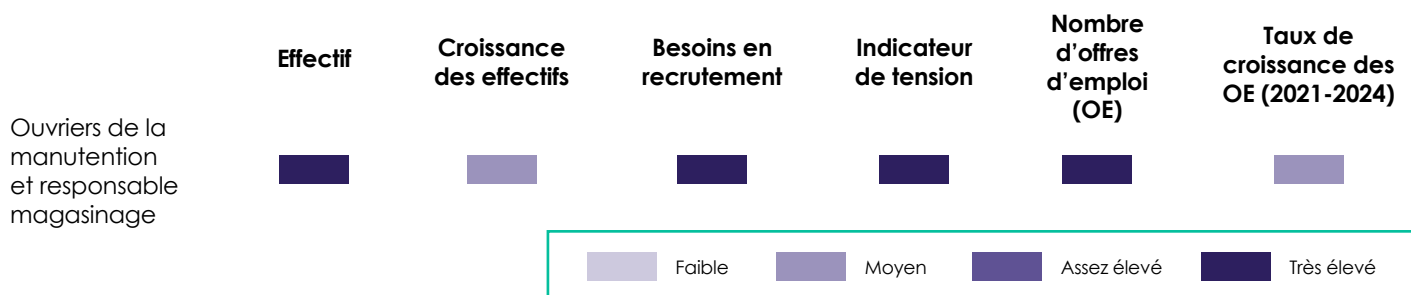 Effectif
Croissance
des effectifs
Besoins en
recrutement
Indicateur
de tension
Nombre
d'offres
d'emploi
(OE)
Taux de
croissance des
OE (2021-2024)
Ouvriers de la
manutention
et responsable
magasinage
Faible
Moyen
Assez élevé
Très élevé